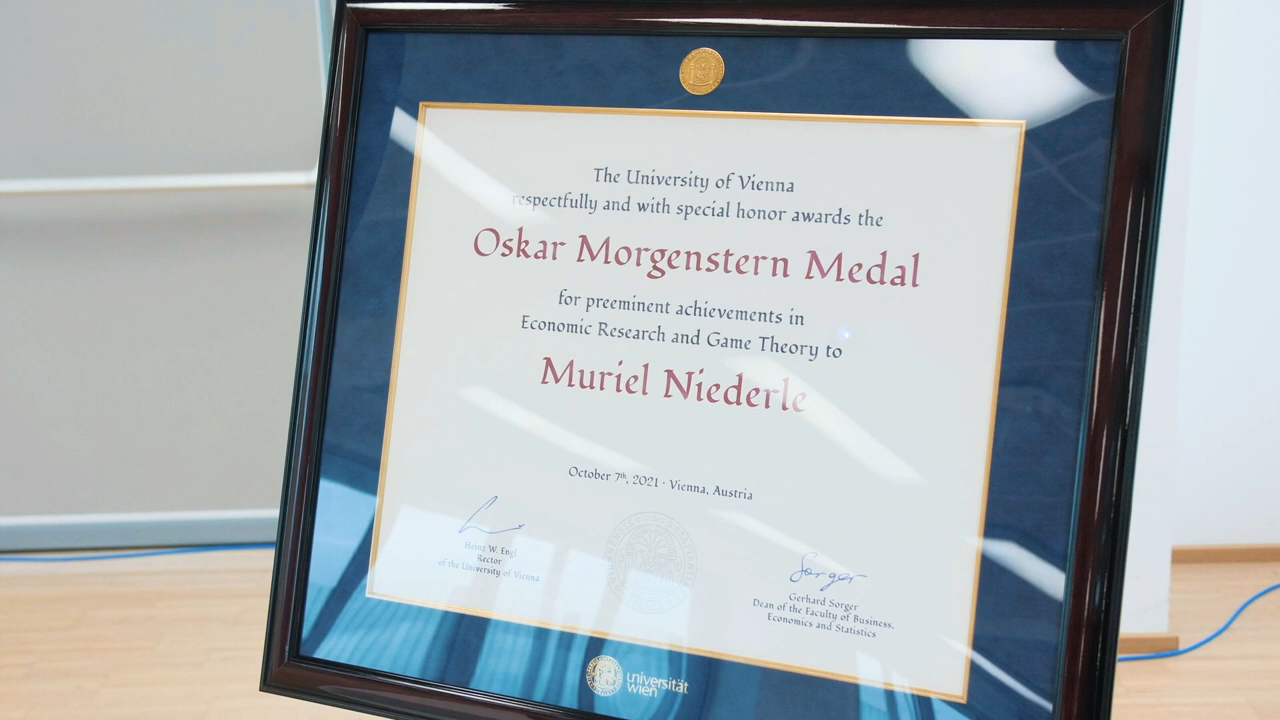 The University of Vienna
respectfully and with special honor awards the
Oskar Morgenstern Medal
for preeminent achievements in
Economic Research and Game Theory to
Muriel Niederle
October 7th, 2021 · Vienna, Austria
Heinz W. Engl
Rector
of the University of Vienna
Sorger
Gerhard Sorger
Dean of the Faculty of Business,
Economics and Statistics
universität
wien